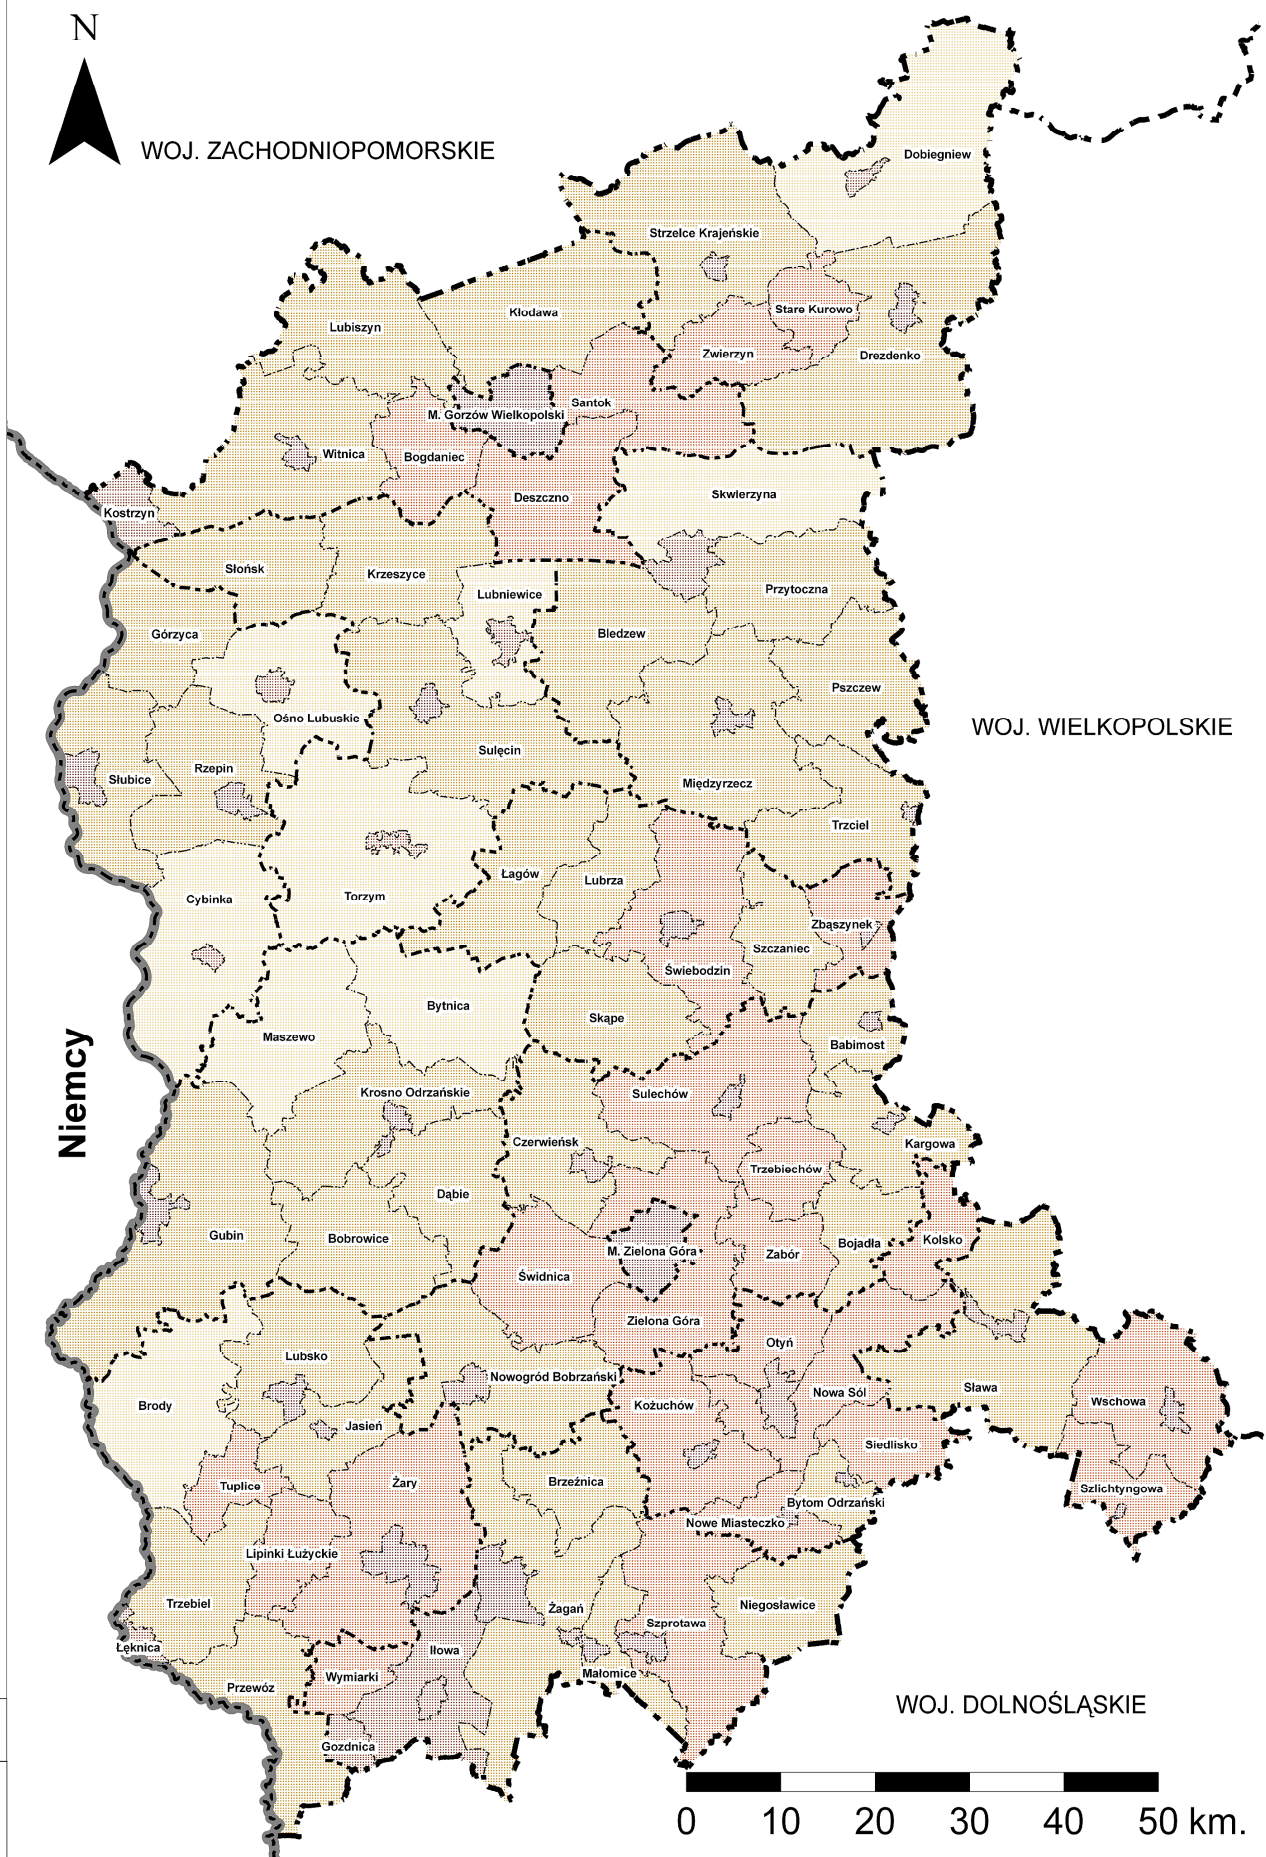 N
WOJ. ZACHODNIOPOMORSKIE
Dobiegniew
Strzelce Krajeńskie
Kłodawa
Stare Kurowo
Lubiszyn
Zwierzyn
Drezdenko
Santok
M. Gorzów Wielkopolski
Witnica
Bogdaniec
Skwierzyna
Deszczno
Kostrzyn
Słońsk
Krzeszyce
Przytoczna
Lubniewice
Górzyca
Bledzew
Pszczew
Ośno Lubuskie
WOJ. WIELKOPOLSKIE
Sulęcin
Rzepin
Słubice
Międzyrzecz
Trzciel
Łagów
Lubrza
Torzym
Cybinka
Zbąszynek
Szczaniec
Świebodzin
Bytnica
Skąpe
Maszewo
Babimost
Niemcy
Krosno Odrzańskie
Sulechów
Czerwieńsk
Kargowa
Trzebiechów
Dąbie
Gubin
Bobrowice
Kolsko
Bojadła
M. Zielona Góra
Zabór
Świdnica
Zielona Góra
Otyń
Lubsko
Nowogród Bobrzański
Sława
Nowa Sól
Wschowa
Brody
Kożuchów
Jasień
Siedlisko
Żary
Brzeźnica
Tuplice
Szlichtyngowa
Bytom Odrzański
Nowe Miasteczko
Lipinki Łużyckie
Trzebiel
Niegosławice
Żagań
Szprotawa
Łęknica
Iłowa
Małomice
Wymiarki
Przewóz
WOJ. DOLNOŚLĄSKIE
Gozdnica
0 10 20 30 40 50 km.